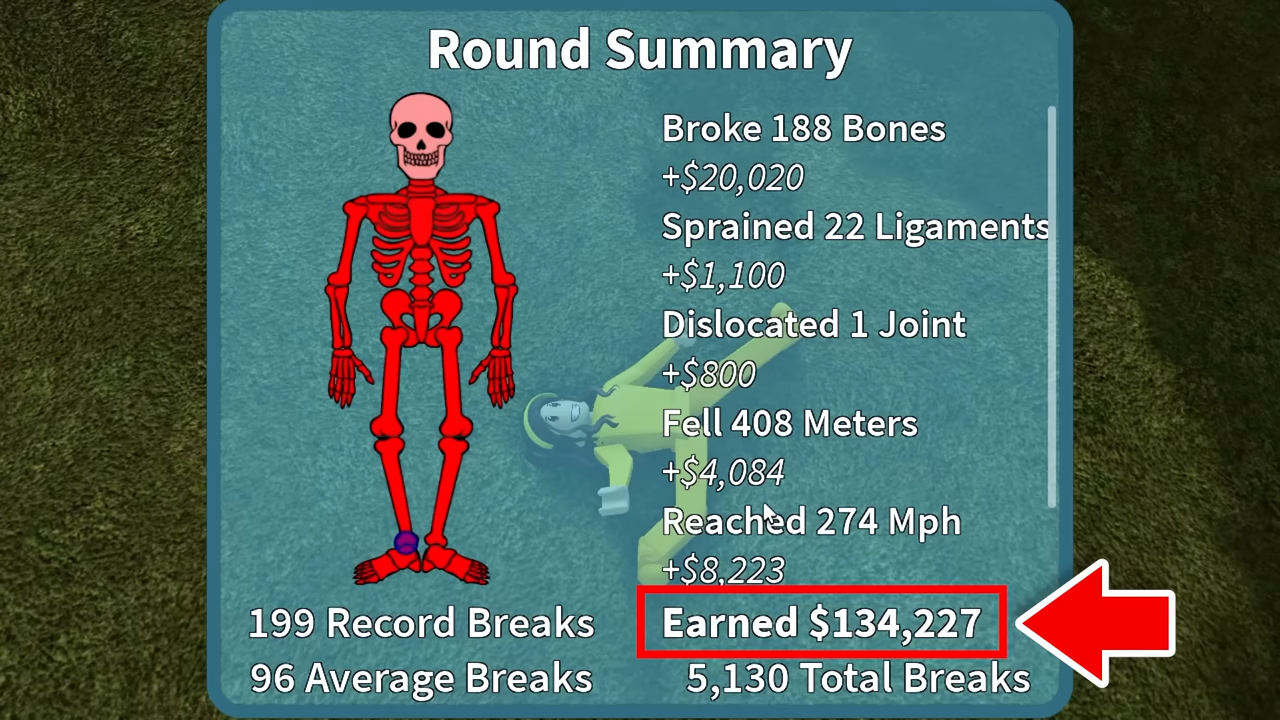 Round Summary
Broke 188 Bones
+$20,020
Sprained 22 Ligaments
+$1,100
Dislocated 1 Joint
+$800
Fell 408 Meters
+$4,084
Reached 274 Mph
+$8,223
199 Record Breaks
Earned $134,227
96 Average Breaks
5,130 Total Breaks